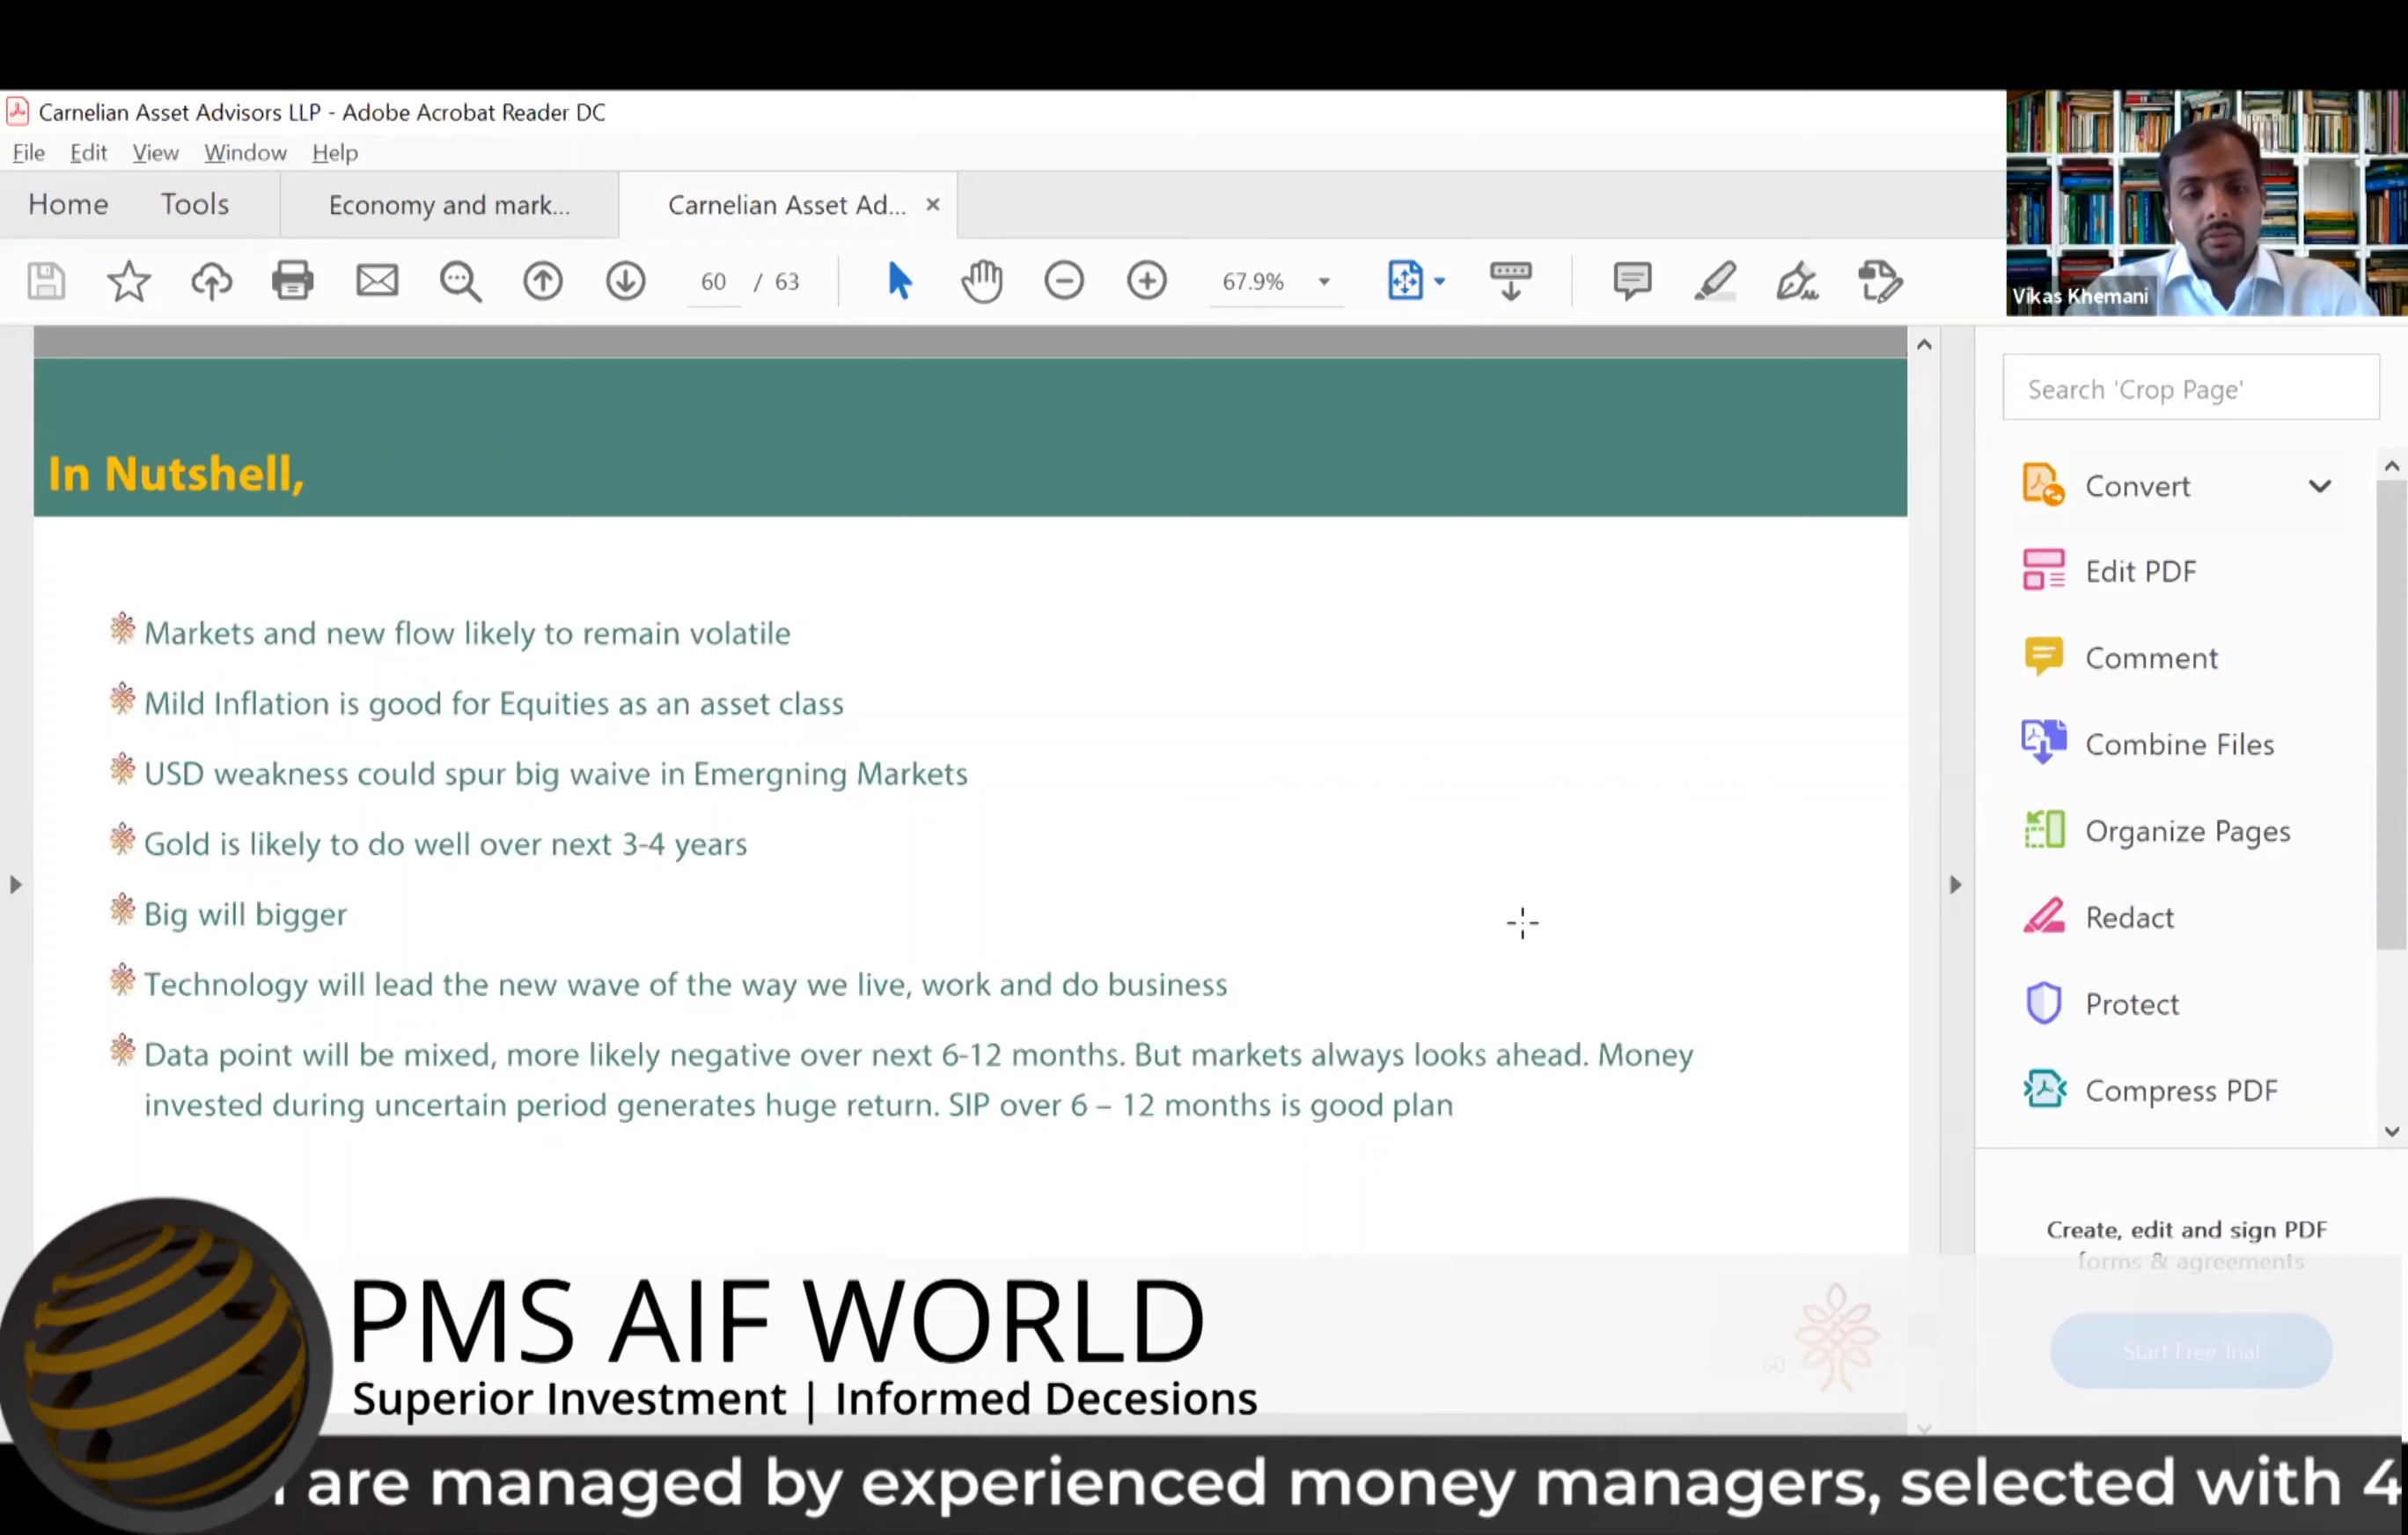 Carnelian Asset Advisors LLP - Adobe Acrobat Reader DC
File Edit View Window Help
Home Tools Economy and mark... Carnelian Asset Ad... ×
60 / 63 67.9%
Vikas Khemani
In Nutshell,
Markets and new flow likely to remain volatile
Mild Inflation is good for Equities as an asset class
USD weakness could spur big waive in Emergning Markets
Gold is likely to do well over next 3-4 years
Big will bigger
Technology will lead the new wave of the way we live, work and do business
Data point will be mixed, more likely negative over next 6-12 months. But markets always looks ahead. Money
invested during uncertain period generates huge return. SIP over 6 – 12 months is good plan
60
Search 'Crop Page'
Convert
Edit PDF
Comment
Combine Files
Organize Pages
Redact
Protect
Compress PDF
Create, edit and sign PDF
forms & agreements
Start Free Trial
PMS AIF WORLD
Superior Investment | Informed Decesions
are managed by experienced money managers, selected with 4